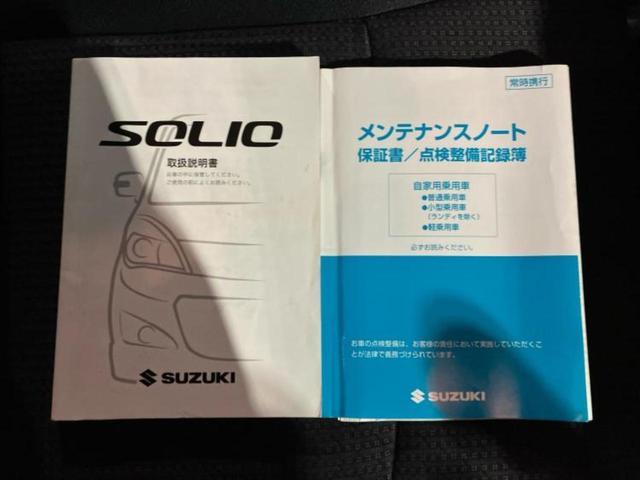 SOLIO
取扱説明書
お車の中に保管してください。
ご使用の前によくお読みください。
SUZUKI
常時携行
メンテナンスノート
保証書／点検整備記録簿
自家用乗用車
●普通乗用車
●小型乗用車
（ランディを除く）
●軽乗用車
必ずお読みください。
お車の点検整備は、お客様の責任において実施していただくこ
とが法律で義務づけられています。
SUZUKI